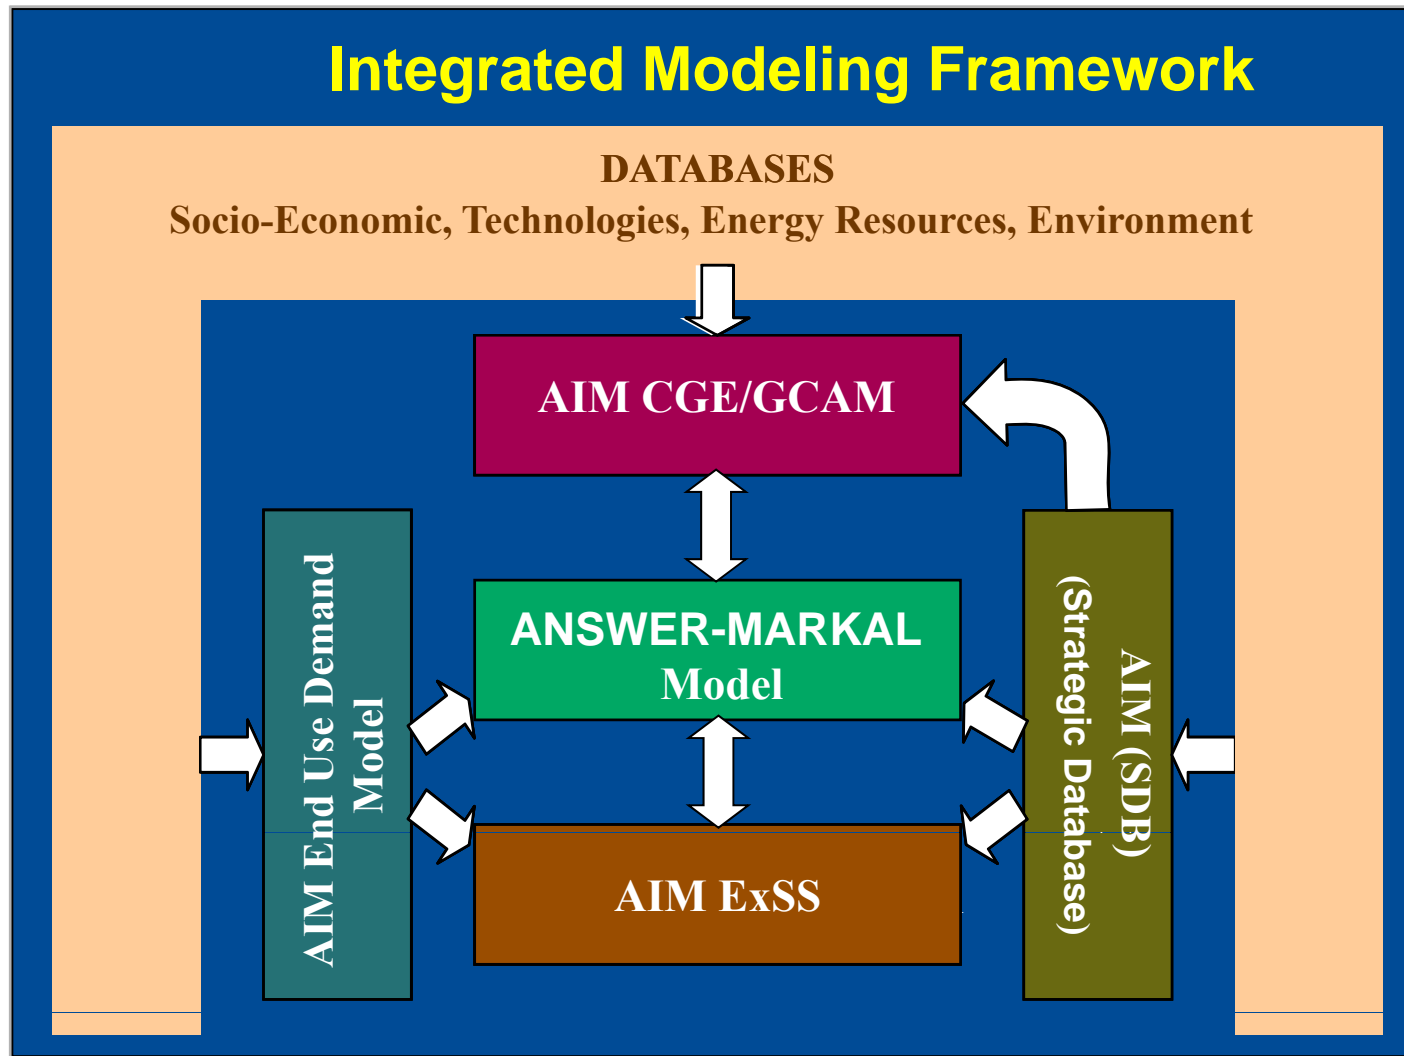 Integrated Modeling Framework
DATABASES
Socio-Economic, Technologies, Energy Resources, Environment
AIM CGE/GCAM
AIM End Use Demand
Model
ANSWER-MARKAL
Model
AIM (SDB)
(Strategic Database)
AIM ExSS